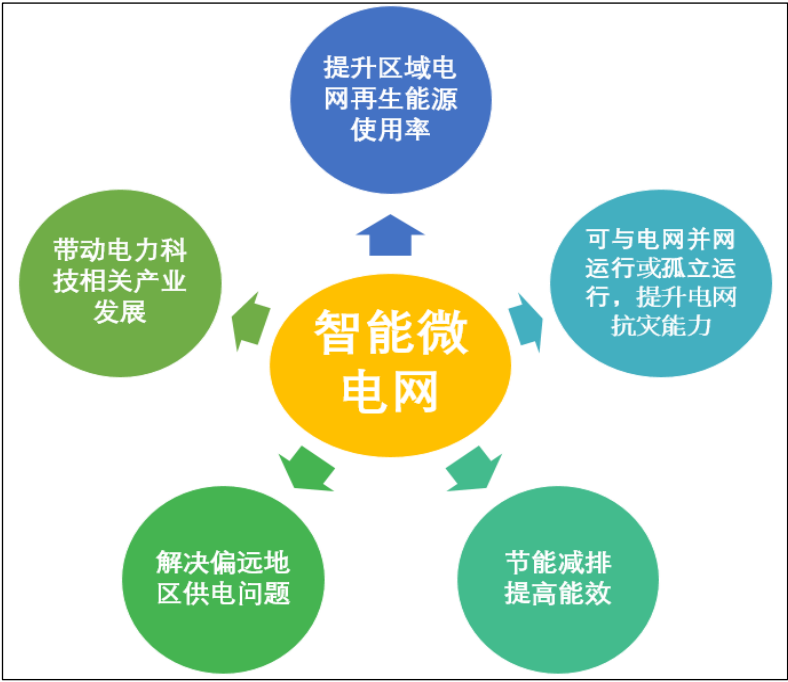 提升区域电
网再生能源
使用率
带动电力科
技相关产业
发展
可与电网并网
运行或孤立运
行，提升电网
抗灾能力
智能微
电网
解决偏远地
区供电问题
节能减排
提高能效